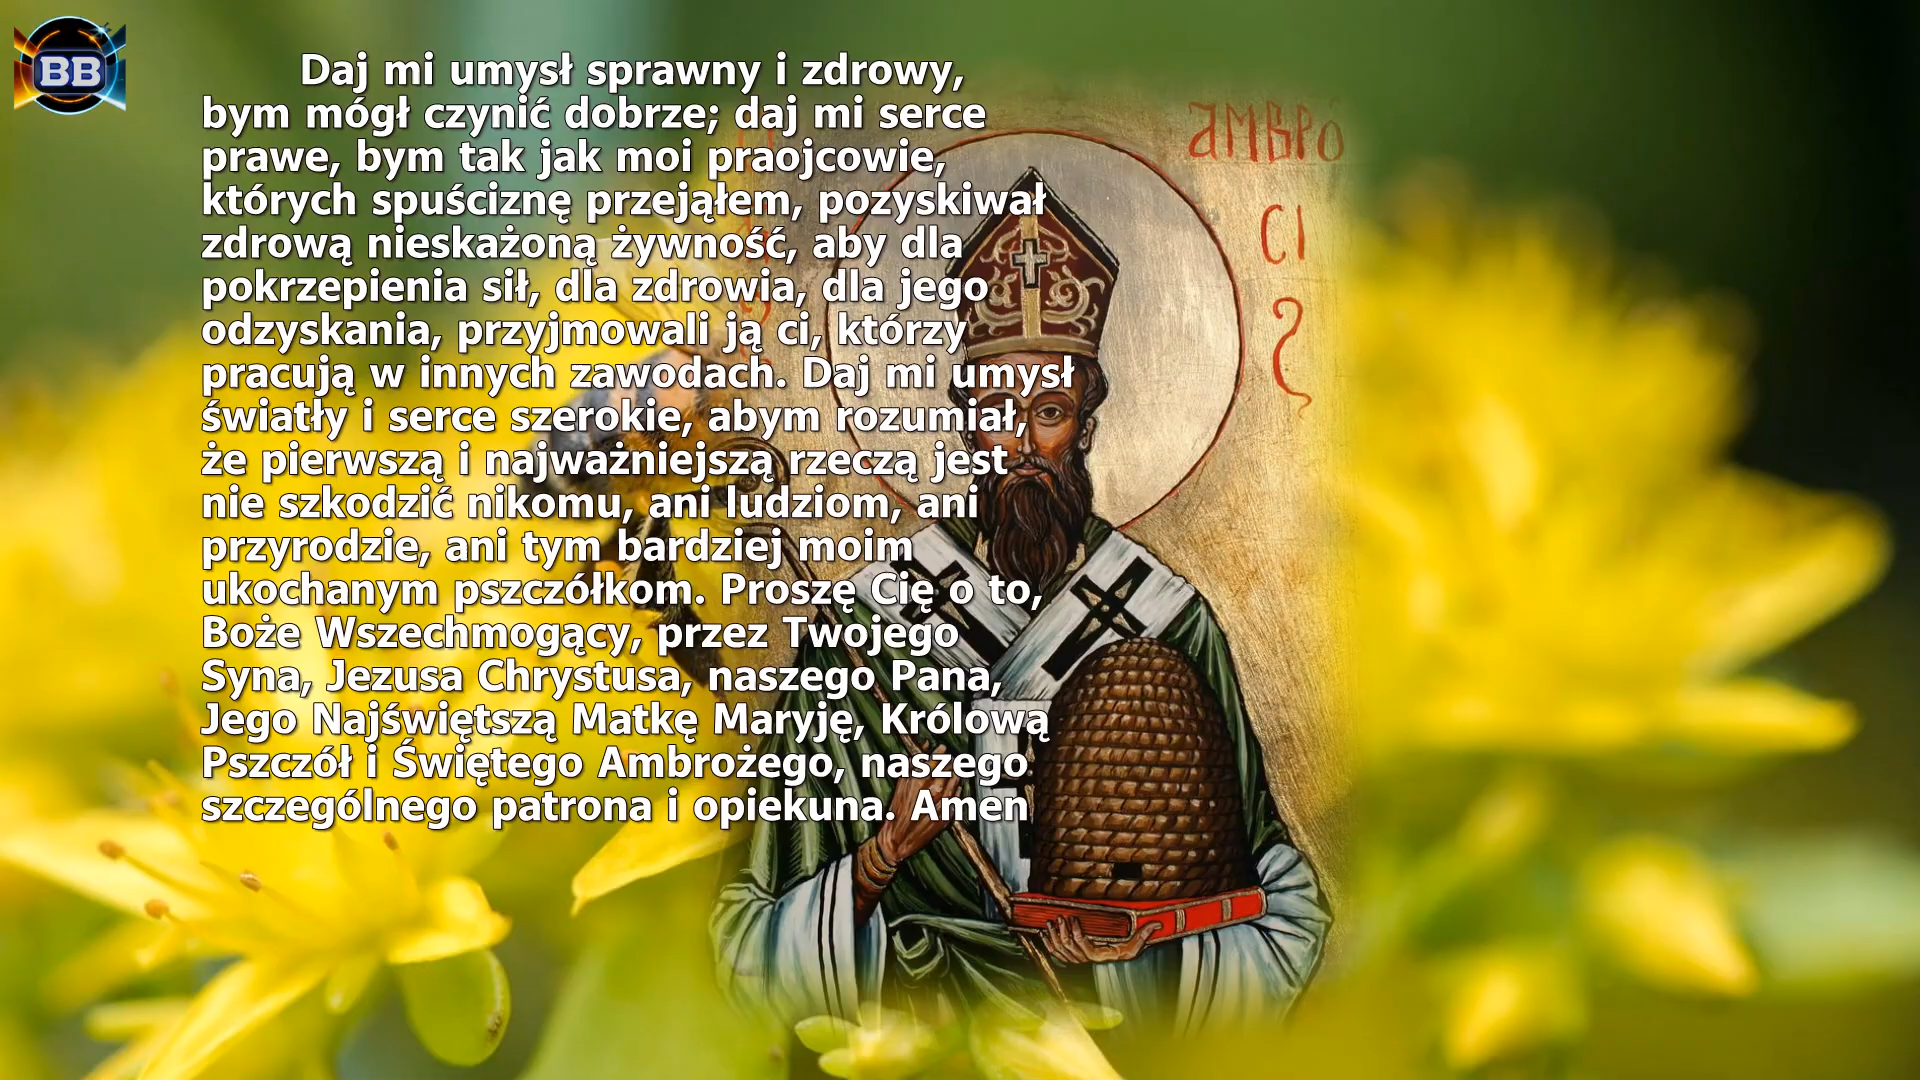 BB
Daj mi umysł sprawny i zdrowy,
bym mógł czynić dobrze; daj mi serce
prawe, bym tak jak moi praojcowie,
których spuściznę przejąłem, pozyskiwał
zdrową nieskażoną żywność, aby dla
pokrzepienia sił, dla zdrowia, dla jego
odzyskania, przyjmowali ją ci, którzy
pracują w innych zawodach. Daj mi umysł
światły i serce szerokie, abym rozumiał,
że pierwszą i najważniejszą rzeczą jest
nie szkodzić nikomu, ani ludziom, ani
przyrodzie, ani tym bardziej moim
ukochanym pszczółkom. Proszę Cię o to,
Boże Wszechmogący, przez Twojego
Syna, Jezusa Chrystusa, naszego Pana,
Jego Najświętszą Matkę Maryję, Królową
Pszczół i Świętego Ambrożego, naszego
szczególnego patrona i opiekuna. Amen
АМВРО
СІ